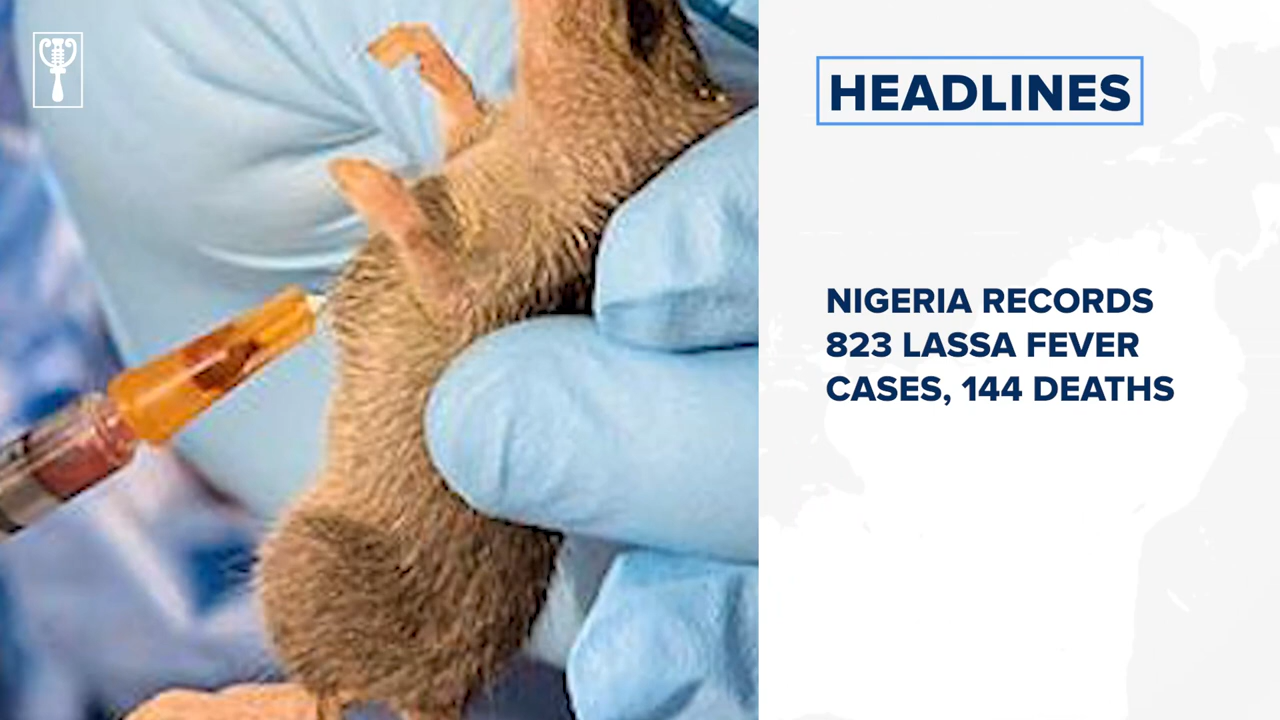 HEADLINES
NIGERIA RECORDS
823 LASSA FEVER
CASES, 144 DEATHS